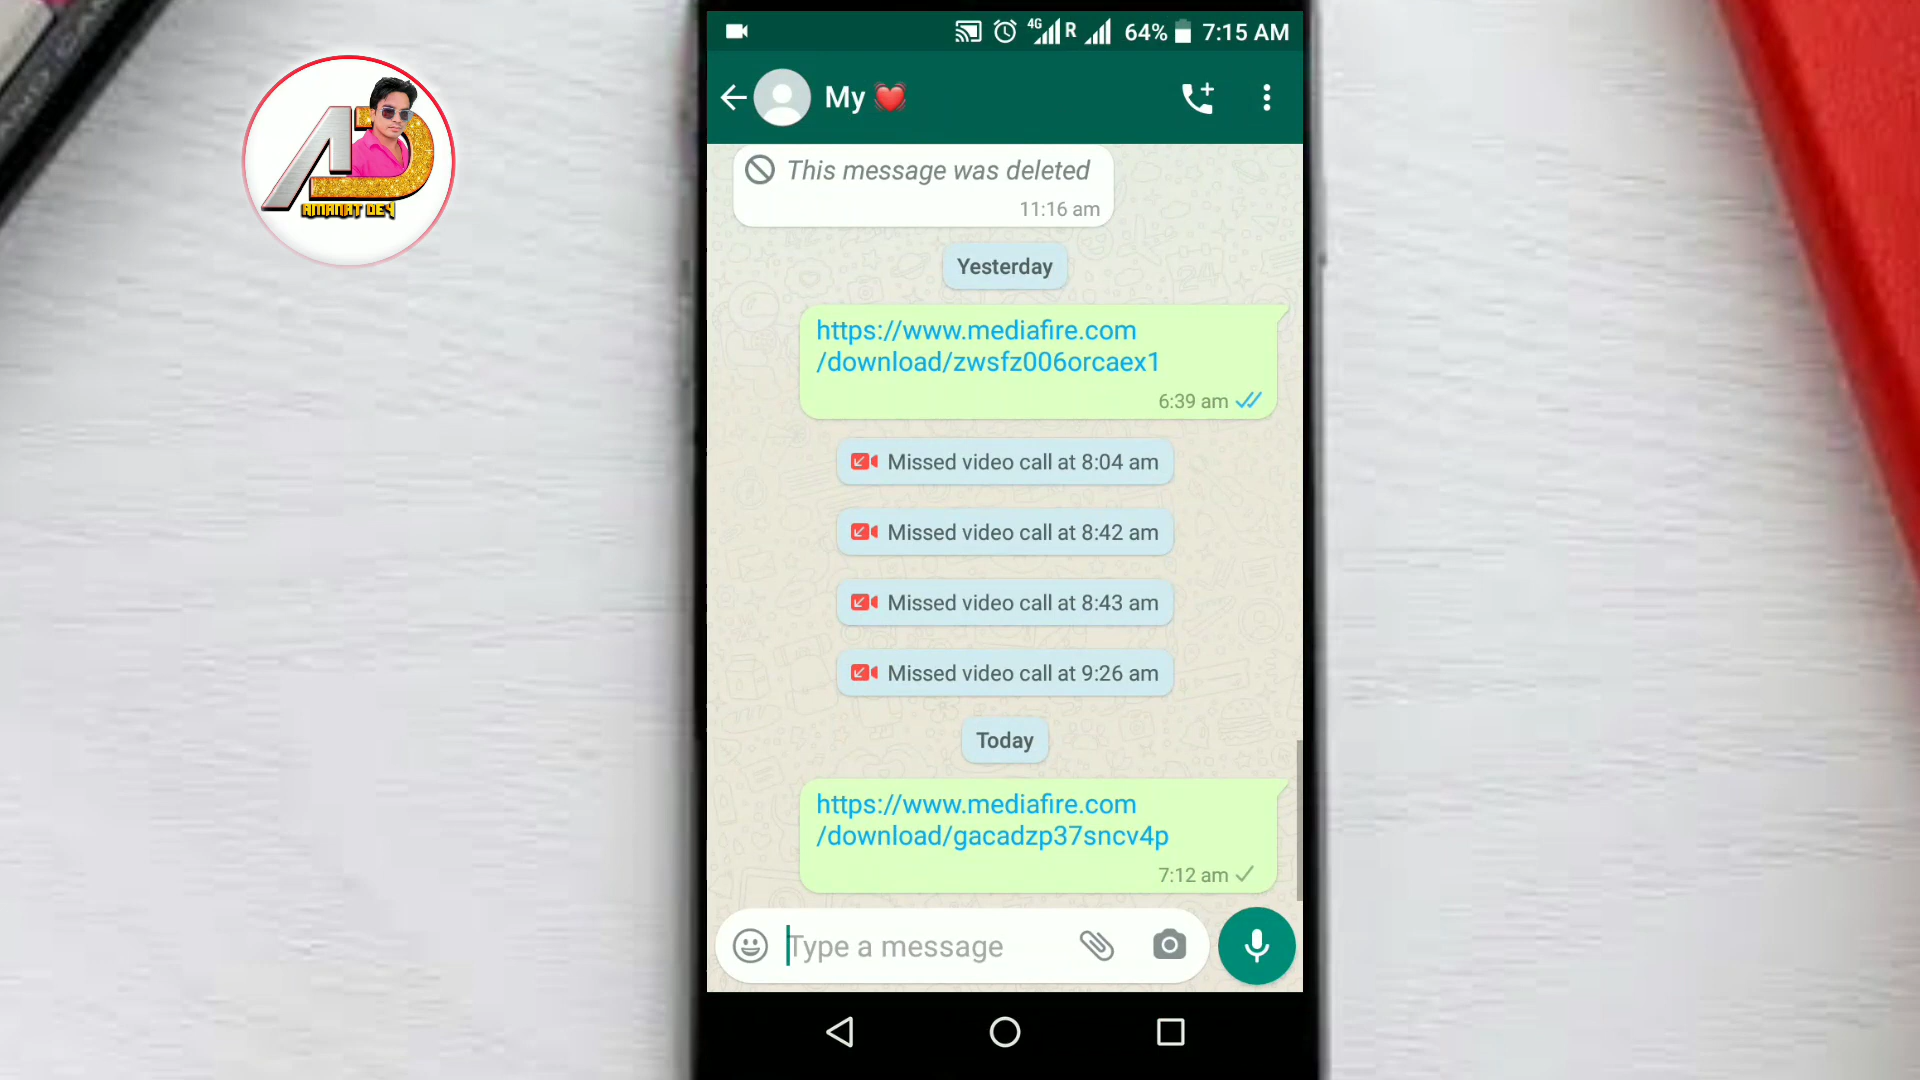 AMANAT DEY
4G
R
64%
7:15 AM
My
This message was deleted
11:16 am
Yesterday
https://www.mediafire.com
/download/zwsfz006orcaex1
6:39 am
Missed video call at 8:04 am
Missed video call at 8:42 am
Missed video call at 8:43 am
Missed video call at 9:26 am
Today
https://www.mediafire.com
/download/gacadzp37sncv4p
7:12 am
Type a message